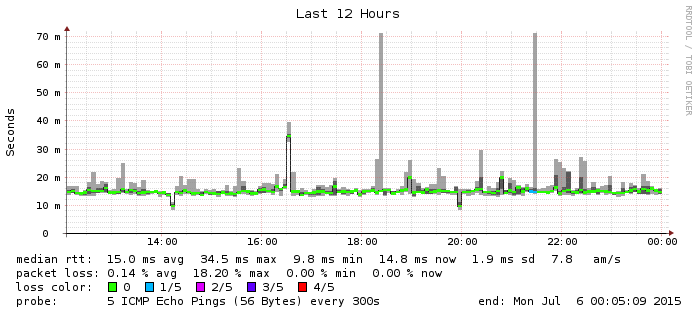 Last 12 Hours
RRDTOOL / TOBI OETIKER
Seconds
70 m
60 m
50 m
40 m
30 m
20 m
10 m
0
14:00 16:00 18:00 20:00 22:00 00:00
median rtt: 15.0 ms avg 34.5 ms max 9.8 ms min 14.8 ms now 1.9 ms sd 7.8 am/s
packet loss: 0.14 % avg 18.20 % max 0.00 % min 0.00 % now
loss color: 0 1/5 2/5 3/5 4/5
probe: 5 ICMP Echo Pings (56 Bytes) every 300s end: Mon Jul 6 00:05:09 2015